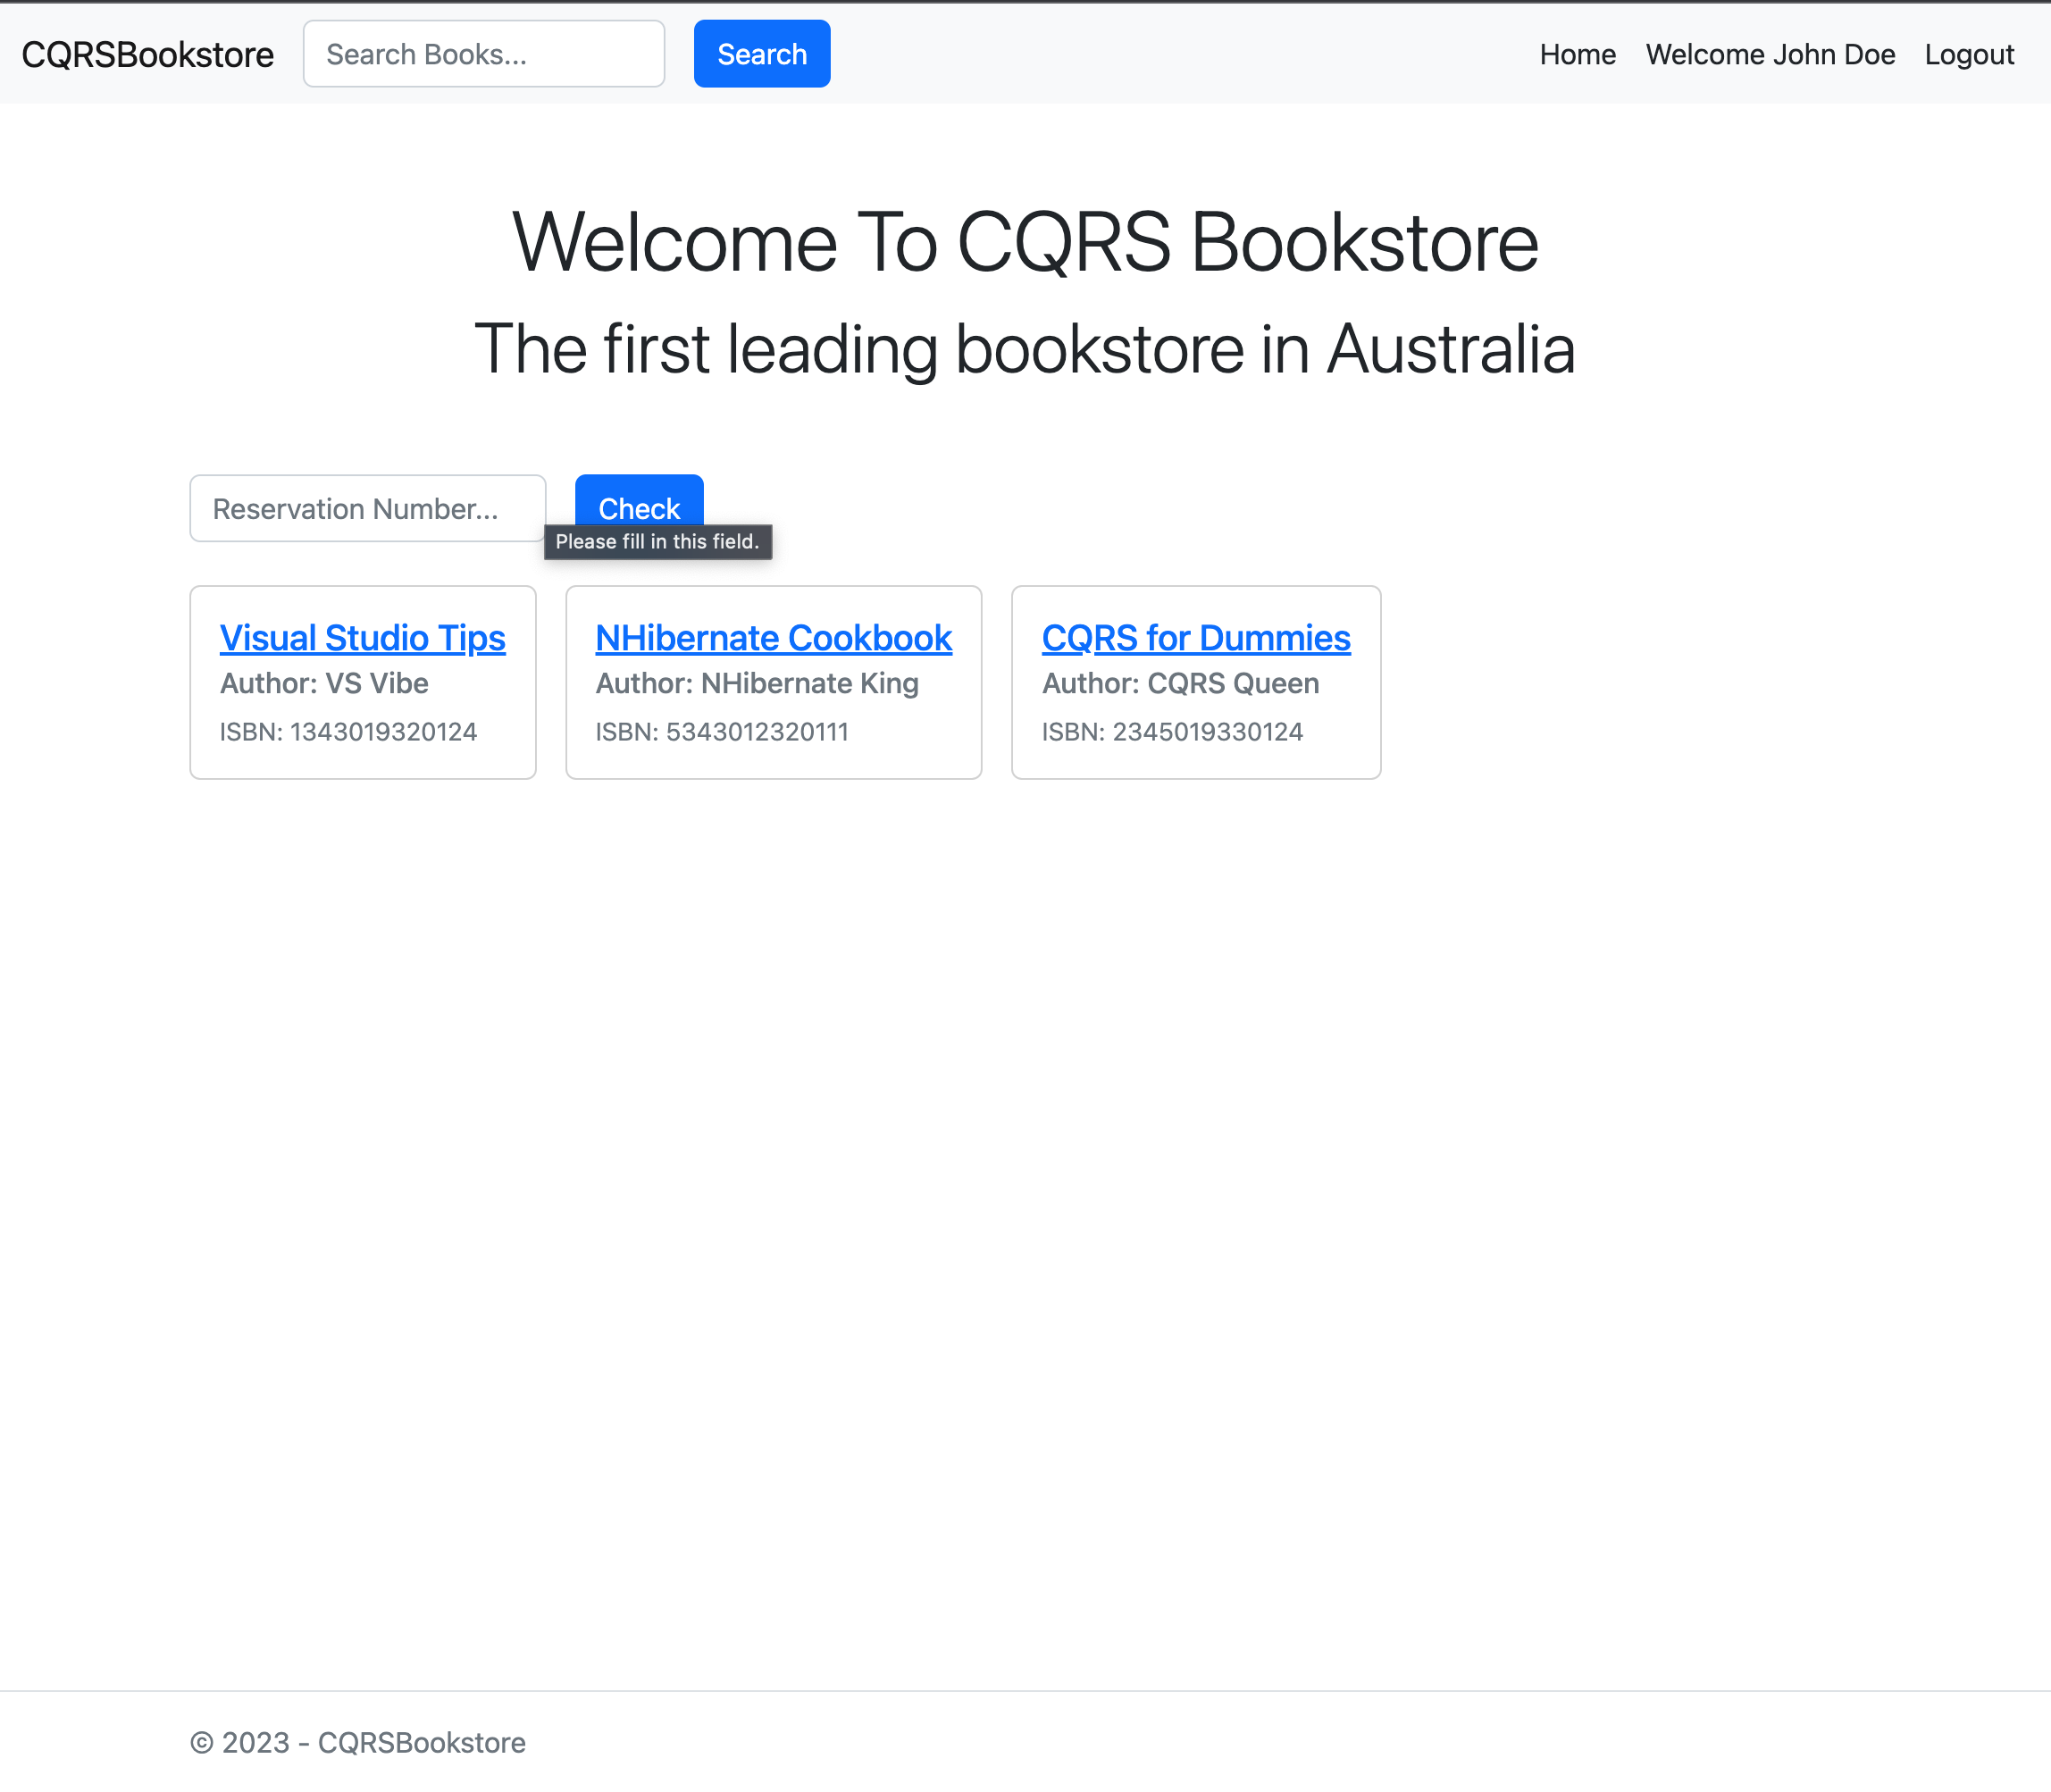 CQRSBookstore Search Books... Search Home Welcome John Doe Logout
Welcome To CQRS Bookstore
The first leading bookstore in Australia
Reservation Number... Check
Please fill in this field.
Visual Studio Tips
Author: VS Vibe
ISBN: 1343019320124
NHibernate Cookbook
Author: NHibernate King
ISBN: 5343012320111
CQRS for Dummies
Author: CQRS Queen
ISBN: 2345019330124
© 2023 - CQRSBookstore